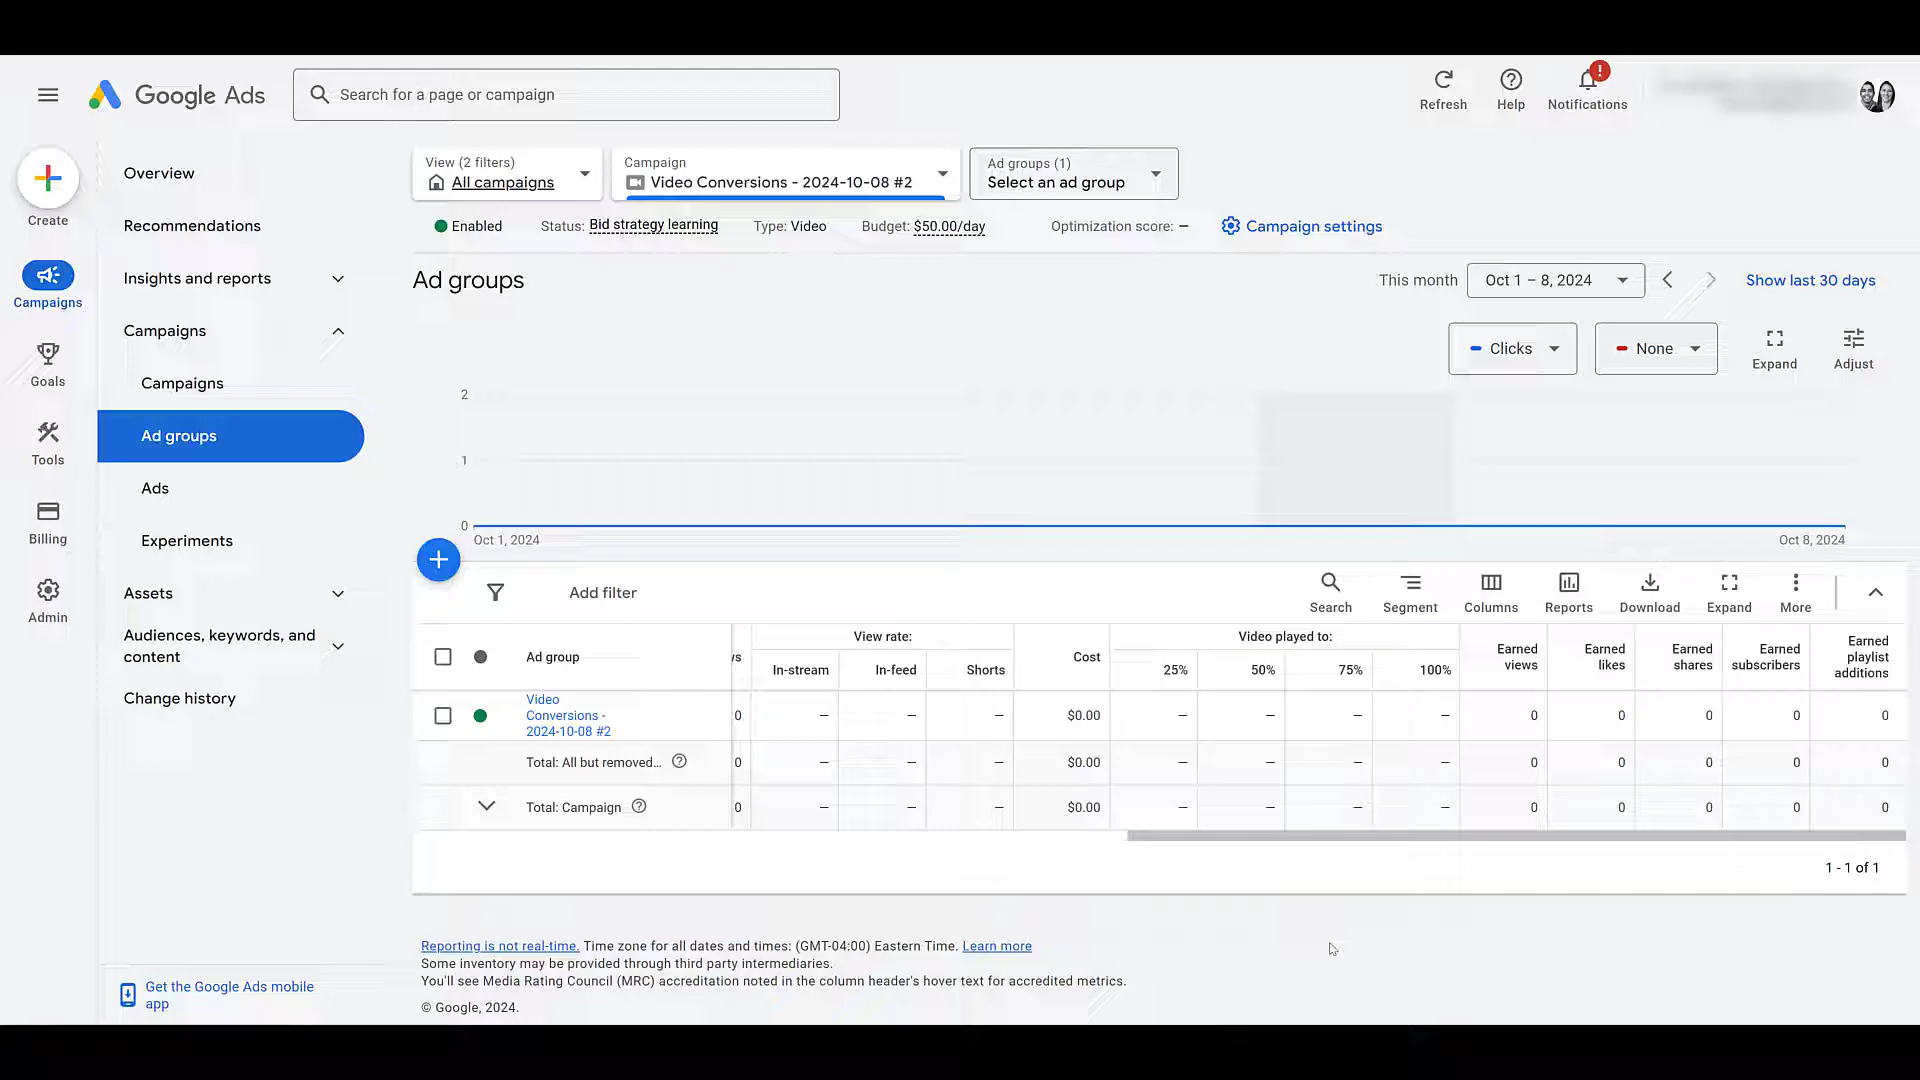 Google Ads
Search for a page or campaign
Refresh
Help
Notifications
!
Create
Campaigns
Goals
Tools
Billing
Admin
Overview
Recommendations
Insights and reports
Campaigns
Campaigns
Ad groups
Ads
Experiments
Assets
Audiences, keywords, and
content
Change history
Get the Google Ads mobile
app
View (2 filters)
All campaigns
Campaign
Video Conversions - 2024-10-08 #2
Ad groups (1)
Select an ad group
Enabled
Status: Bid strategy learning
Type: Video
Budget: $50.00/day
Optimization score: –
Campaign settings
Ad groups
This month
Oct 1 – 8, 2024
Show last 30 days
Clicks
None
Expand
Adjust
2
1
0
Oct 1, 2024
Oct 8, 2024
Add filter
Search
Segment
Columns
Reports
Download
Expand
More
Ad group
ys
View rate:
In-stream
In-feed
Shorts
Cost
Video played to:
25%
50%
75%
100%
Earned
views
Earned
likes
Earned
shares
Earned
subscribers
Earned
playlist
additions
Video
Conversions -
2024-10-08 #2
0 – – – $0.00 – – – – 0 0 0 0 0
Total: All but removed... 0 – – – $0.00 – – – – 0 0 0 0 0
Total: Campaign 0 – – – $0.00 – – – – 0 0 0 0 0
1 - 1 of 1
Reporting is not real-time. Time zone for all dates and times: (GMT-04:00) Eastern Time. Learn more
Some inventory may be provided through third party intermediaries.
You'll see Media Rating Council (MRC) accreditation noted in the column header's hover text for accredited metrics.
© Google, 2024.